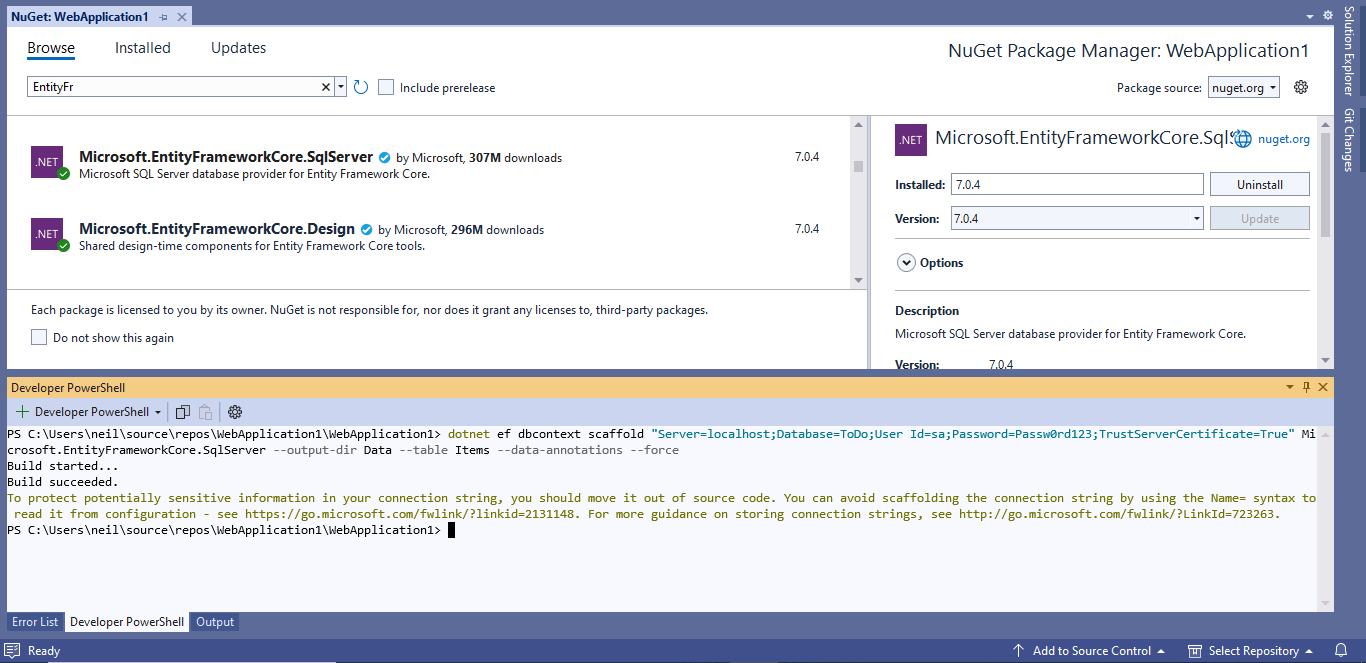 NuGet: WebApplication1
Browse
Installed
Updates
NuGet Package Manager: WebApplication1
EntityFr
Include prerelease
Package source: nuget.org
.NET
Microsoft.EntityFrameworkCore.SqlServer by Microsoft, 307M downloads
7.0.4
Microsoft SQL Server database provider for Entity Framework Core.
.NET
Microsoft.EntityFrameworkCore.Design by Microsoft, 296M downloads
7.0.4
Shared design-time components for Entity Framework Core tools.
Each package is licensed to you by its owner. NuGet is not responsible for, nor does it grant any licenses to, third-party packages.
Do not show this again
.NET
Microsoft.EntityFrameworkCore.Sql
nuget.org
Installed: 7.0.4
Uninstall
Version: 7.0.4
Update
Options
Description
Microsoft SQL Server database provider for Entity Framework Core.
Version: 7.0.4
Solution Explorer
Git Changes
Developer PowerShell
Developer PowerShell
PS C:\Users\neil\source\repos\WebApplication1\WebApplication1> dotnet ef dbcontext scaffold "Server=localhost;Database=ToDo;User Id=sa;Password=Passw0rd123;TrustServerCertificate=True" Mi
crosoft.EntityFrameworkCore.SqlServer --output-dir Data --table Items --data-annotations --force
Build started...
Build succeeded.
To protect potentially sensitive information in your connection string, you should move it out of source code. You can avoid scaffolding the connection string by using the Name= syntax to
read it from configuration - see https://go.microsoft.com/fwlink/?linkid=2131148. For more guidance on storing connection strings, see http://go.microsoft.com/fwlink/?LinkId=723263.
PS C:\Users\neil\source\repos\WebApplication1\WebApplication1>
Error List
Developer PowerShell
Output
Ready
Add to Source Control
Select Repository